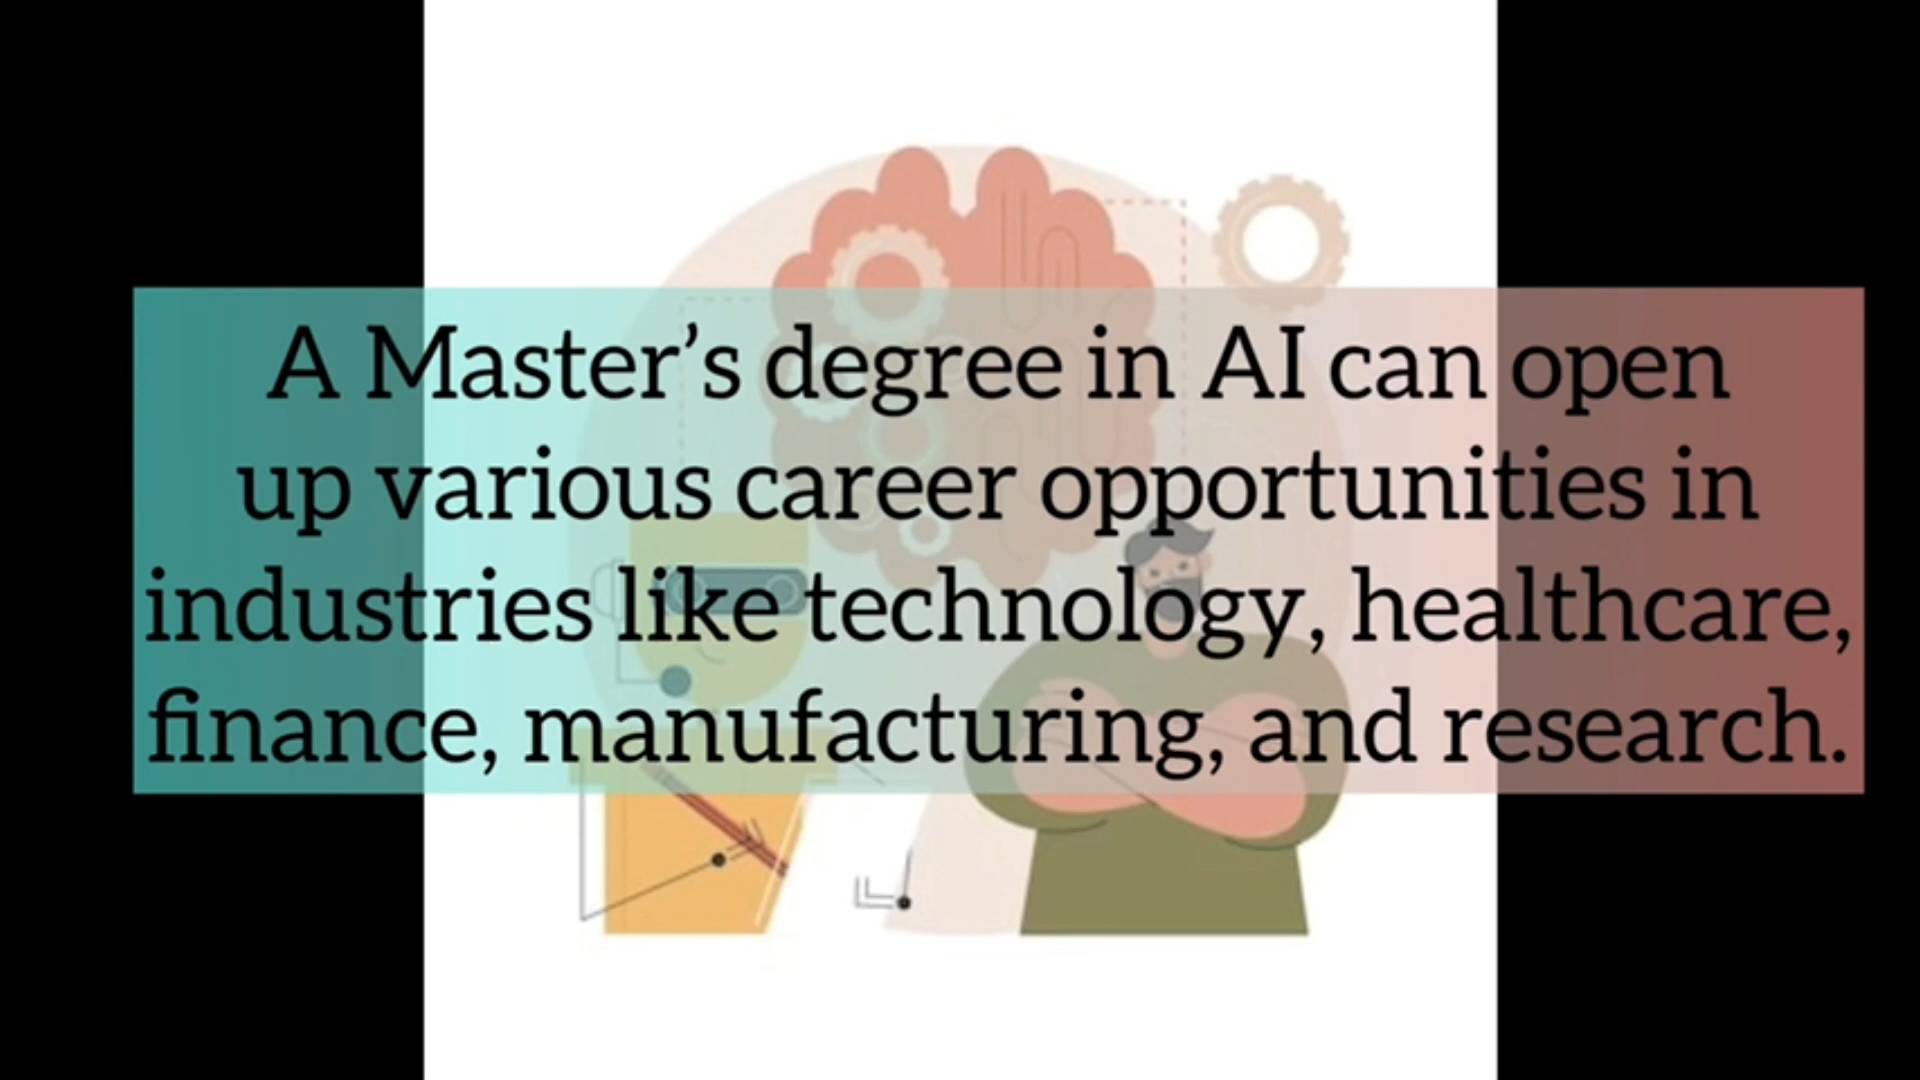 A Master’s degree in AI can open
up various career opportunities in
industries like technology, healthcare,
finance, manufacturing, and research.